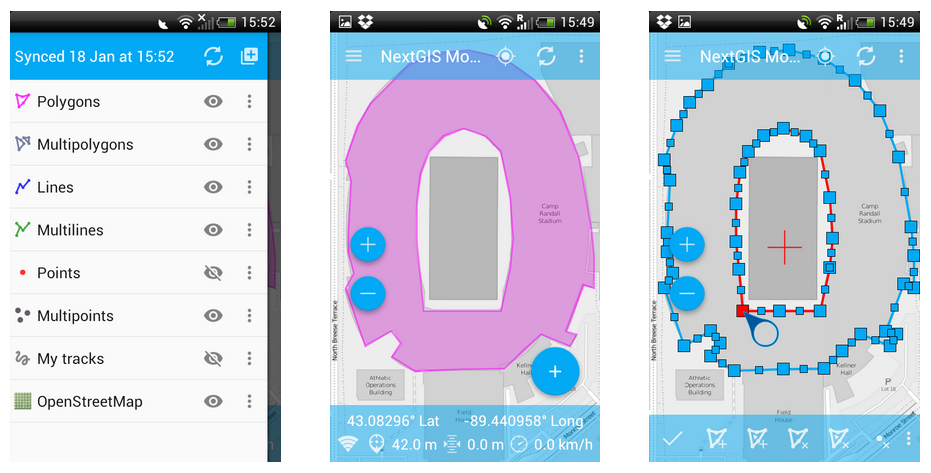 15:52
Synced 18 Jan at 15:52
Polygons
Multipolygons
Lines
Multilines
Points
Multipoints
My tracks
OpenStreetMap
R
15:49
NextGIS Mo...
Camp
Randall
Stadium
North Breese Terrace
Athletic
Operations
Building
Kellner
Hall
Field
House
Monroe Street
43.08296° Lat
-89.440958° Long
42.0 m
0.0 m
0.0 km/h
R
15:49
NextGIS Mo...
Camp
Randall
Stadium
North Breese Terrace
Athletic
Operations
Building
Kellner
Hall
P
Lot 18
Field
House
Monroe Street